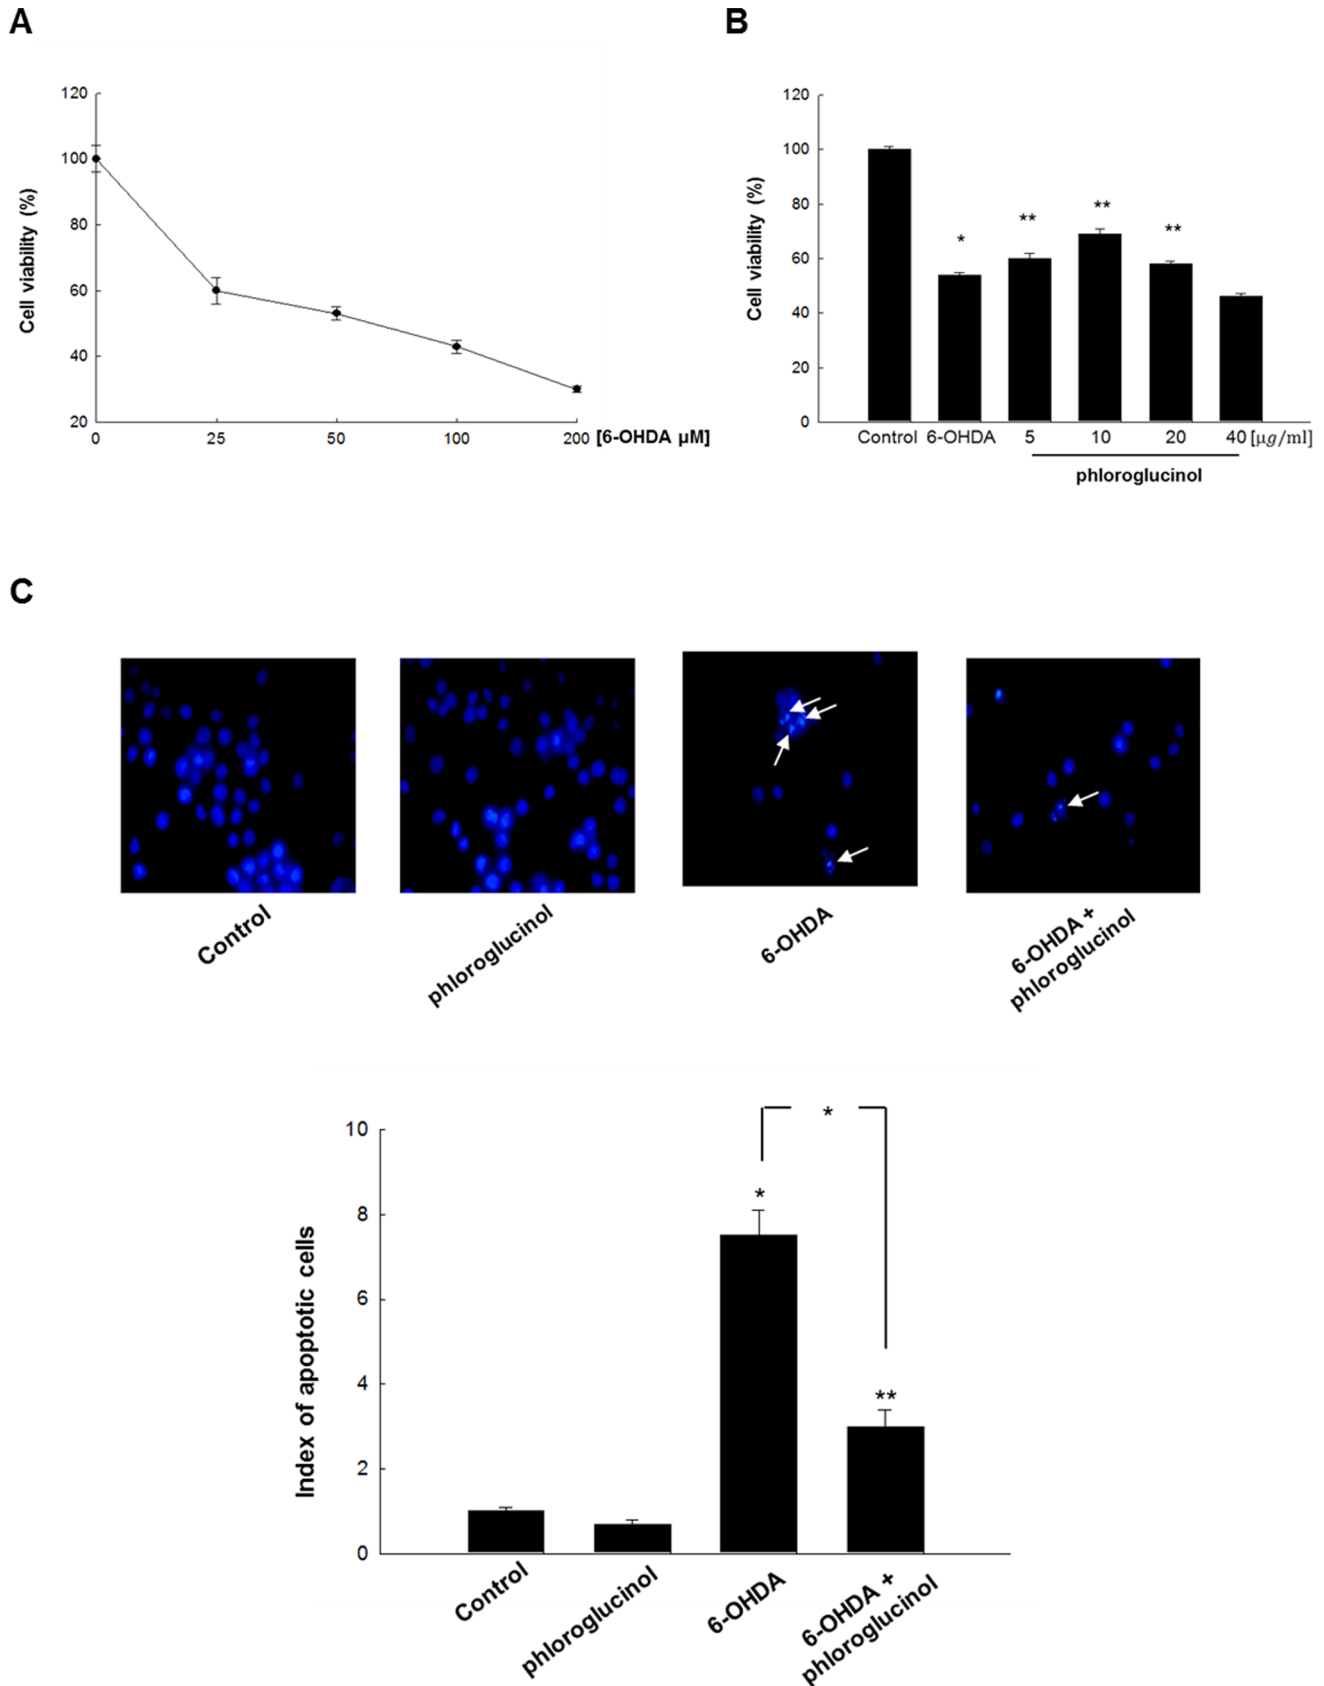 A
B
120
100
80
60
40
20
Cell viability (%)
0 25 50 100 200 [6-OHDA μM]
120
100
80
60
40
20
0
Cell viability (%)
*
**
**
**
Control 6-OHDA 5 10 20 40 [μg/ml]
phloroglucinol
C
Control
phloroglucinol
6-OHDA
6-OHDA +
phloroglucinol
10
8
6
4
2
0
Index of apoptotic cells
*
*
**
Control
phloroglucinol
6-OHDA
6-OHDA +
phloroglucinol